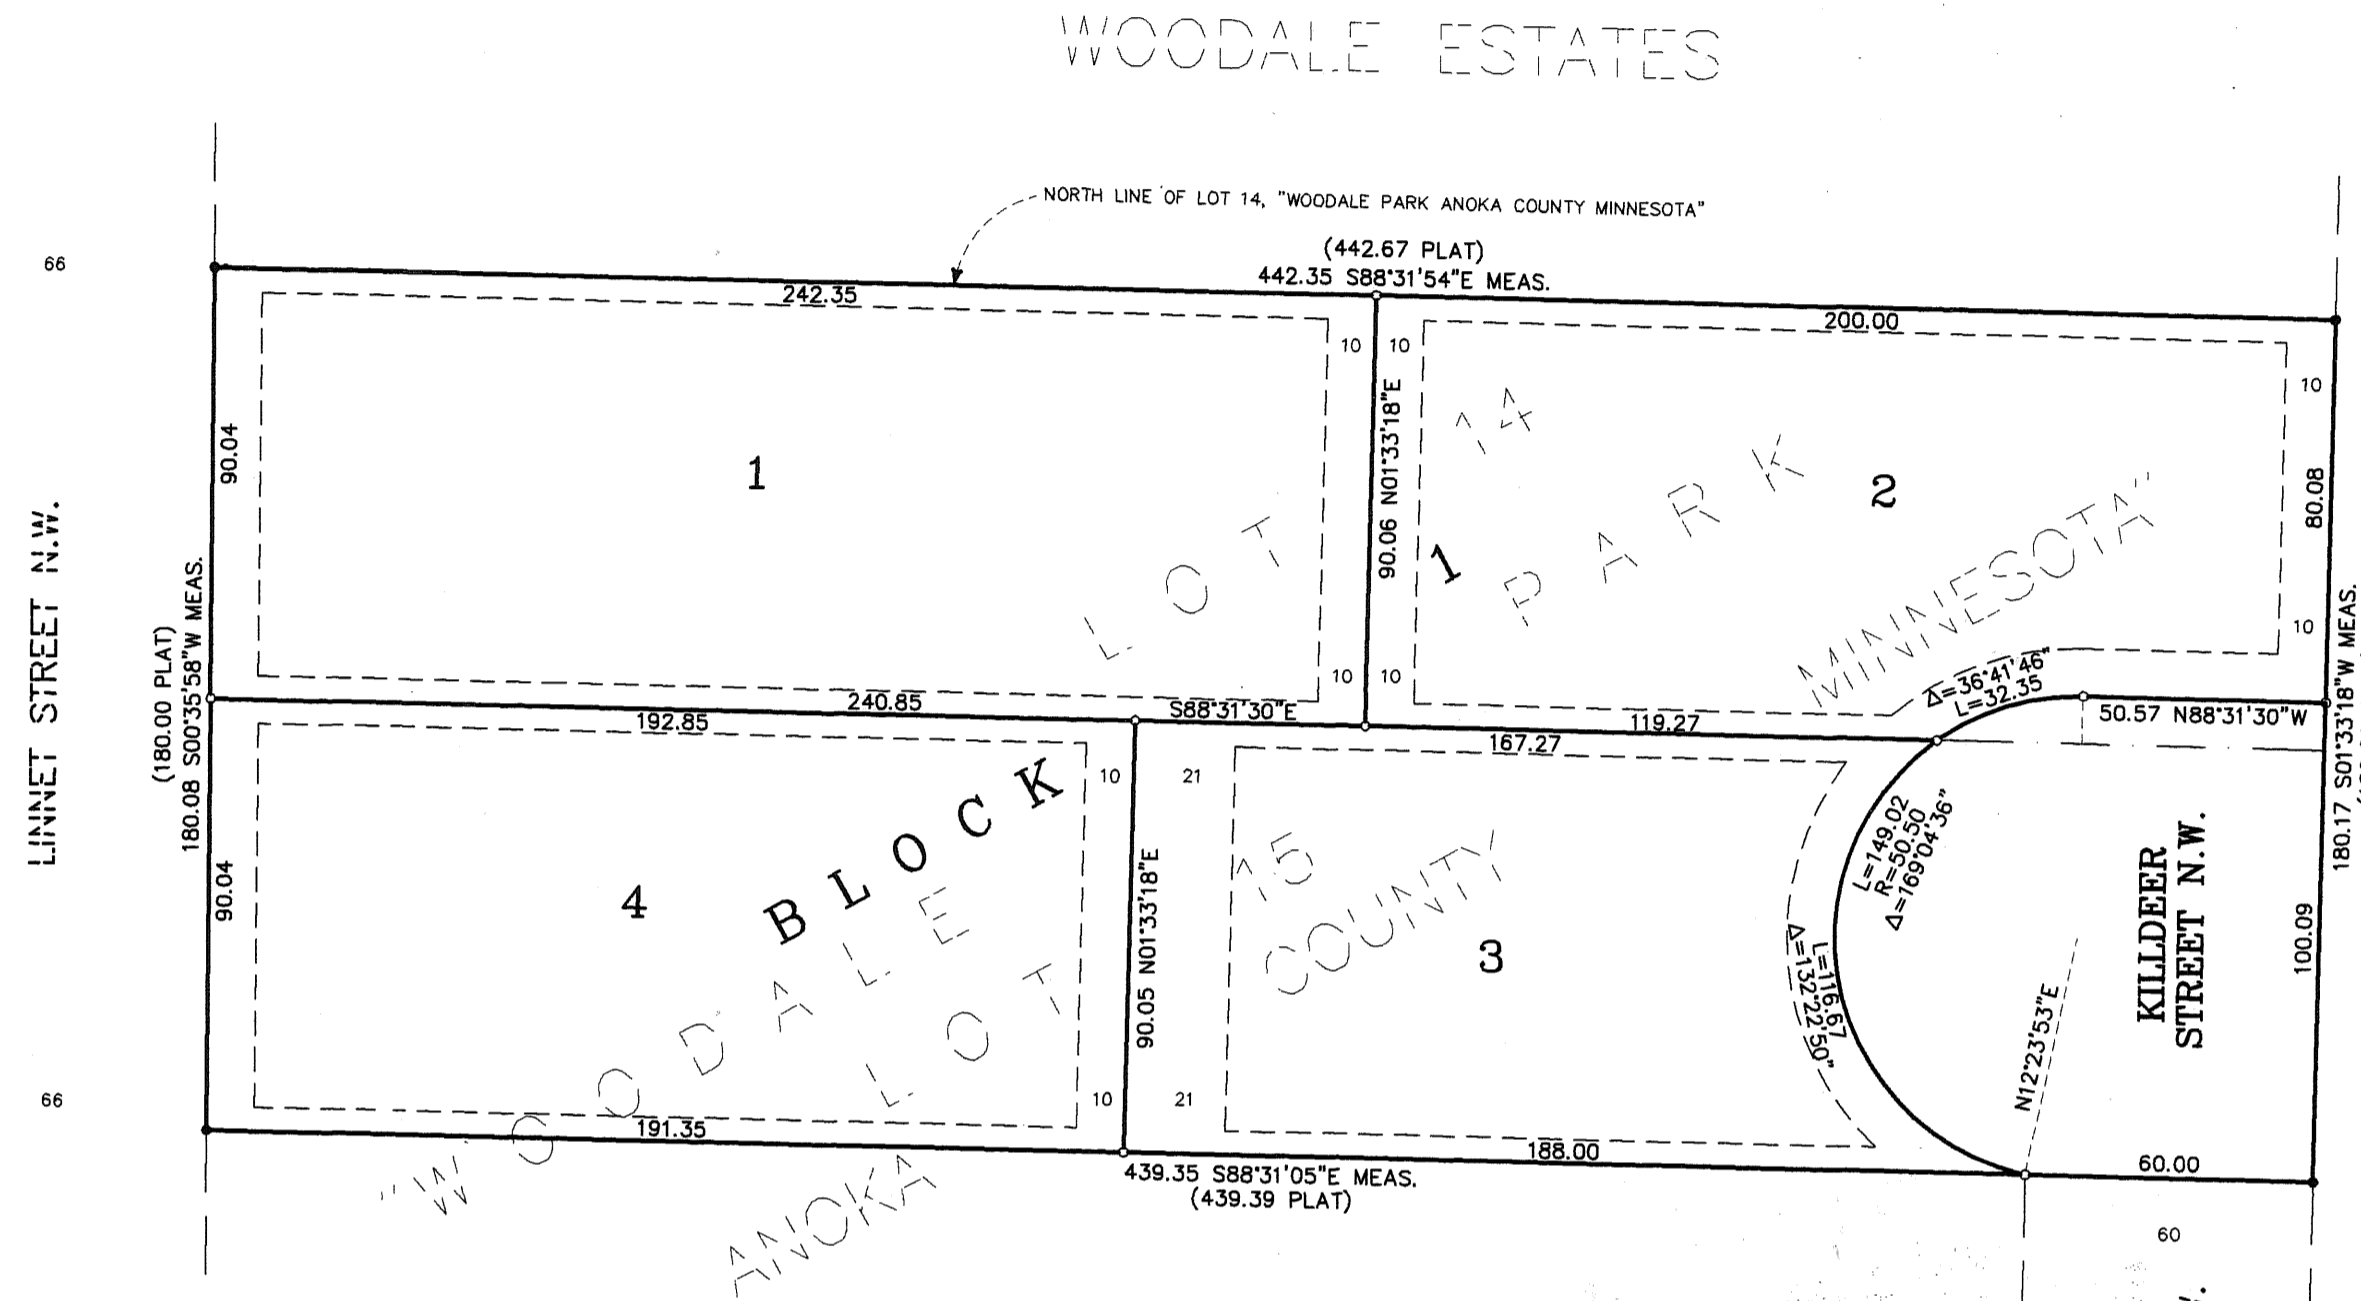 WOODALE ESTATES
NORTH LINE OF LOT 14, "WOODALE PARK ANOKA COUNTY MINNESOTA"
(442.67 PLAT)
442.35 S88°31'54"E MEAS.
66
242.35
200.00
10
10
10
90.04
90.06 N01°33'18"E
80.08
1
2
LOT 14
LINNET STREET N.W.
(180.00 PLAT)
180.08 S00°35'58"W MEAS.
10
10
10
Δ=36°41'46"
L=32.35
50.57 N88°31'30"W
180.17 S01°33'18"W MEAS.
240.85
S88°31'30"E
119.27
192.85
167.27
10
21
BLOCK 1
L=149.02
R=50.50
Δ=169°04'36"
90.04
4
90.05 N01°33'18"E
3
LOT 15
L=116.67
Δ=132°22'50"
N12°23'53"E
KILLDEER
STREET N.W.
100.09
"WOODALE PARK
ANOKA COUNTY MINNESOTA"
66
10
21
191.35
188.00
60.00
439.35 S88°31'05"E MEAS.
(439.39 PLAT)
60